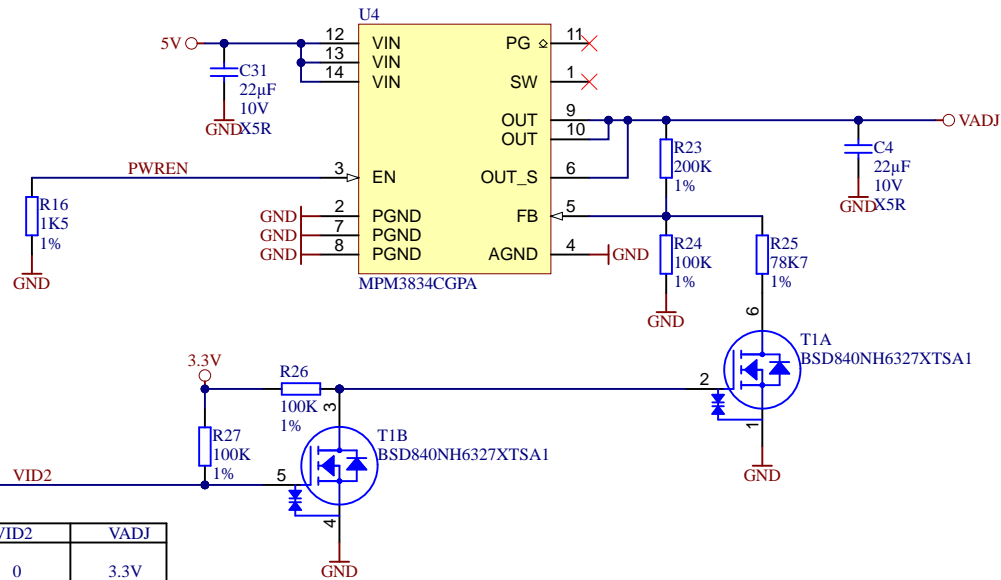 U4
5V
12
VIN
13
VIN
14
VIN
PG
11
SW
1
OUT
9
OUT
10
OUT_S
6
FB
5
AGND
4
GND
C31
22µF
10V
X5R
GND
PWREN
3
EN
R16
1K5
1%
GND
GND
2
PGND
GND
7
PGND
GND
8
PGND
MPM3834CGPA
VADJ
R23
200K
1%
C4
22µF
10V
X5R
GND
R24
100K
1%
GND
R25
78K7
1%
6
T1A
BSD840NH6327XTSA1
2
1
GND
3.3V
R26
100K
1%
3
R27
100K
1%
T1B
BSD840NH6327XTSA1
VID2
5
4
GND
VID2 VADJ
0 3.3V